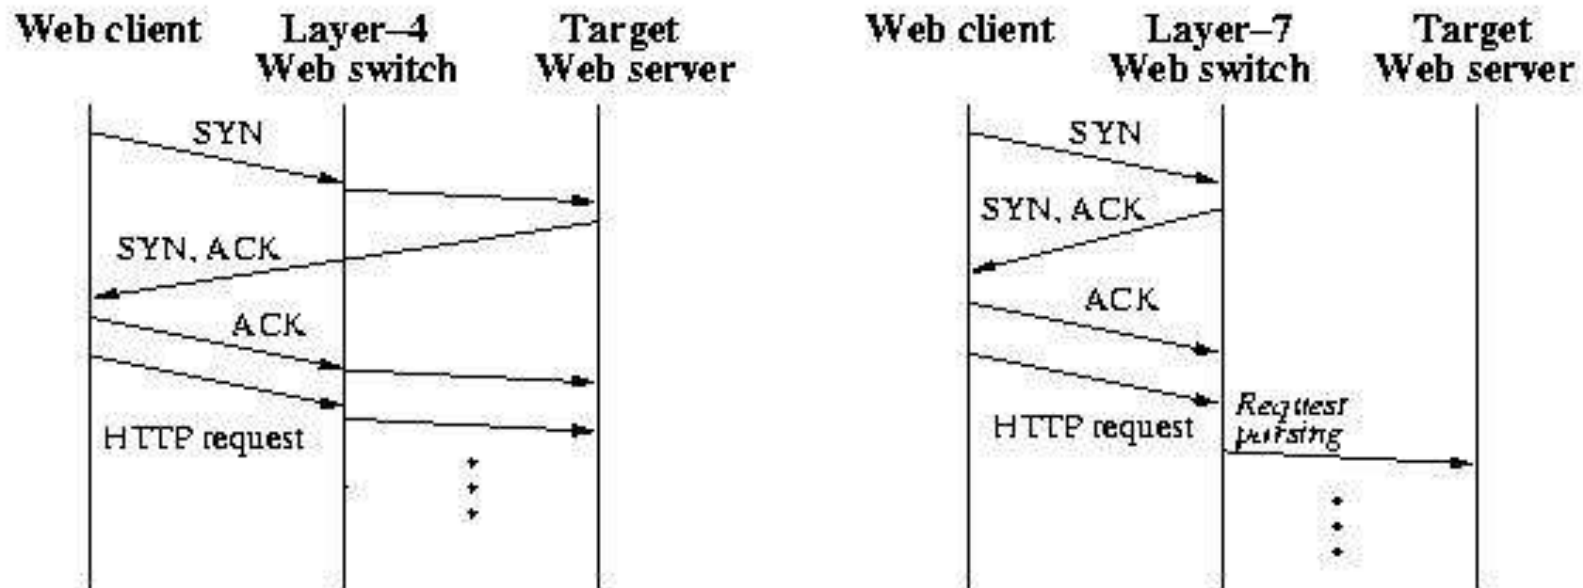 Web client
Layer–4
Web switch
Target
Web server
SYN
SYN, ACK
ACK
HTTP request
Web client
Layer–7
Web switch
Target
Web server
SYN
SYN, ACK
ACK
HTTP request
Request
parsing